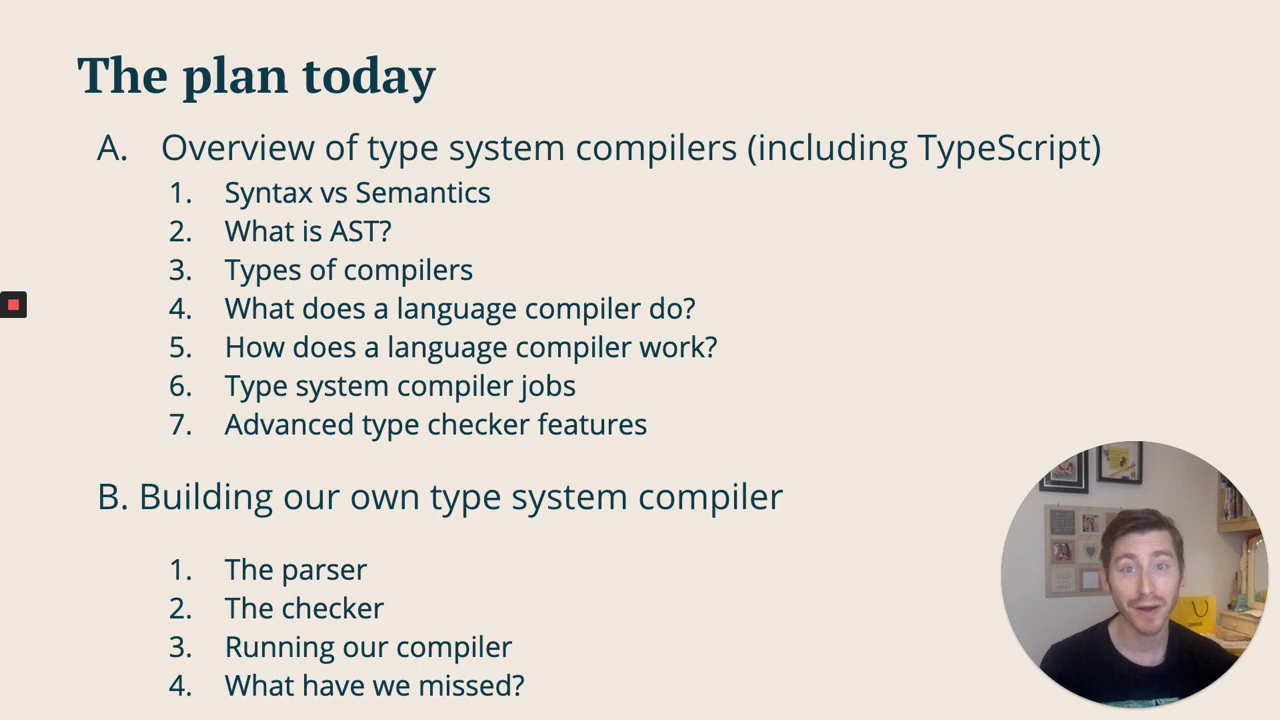 The plan today
A. Overview of type system compilers (including TypeScript)
1. Syntax vs Semantics
2. What is AST?
3. Types of compilers
4. What does a language compiler do?
5. How does a language compiler work?
6. Type system compiler jobs
7. Advanced type checker features
B. Building our own type system compiler
1. The parser
2. The checker
3. Running our compiler
4. What have we missed?